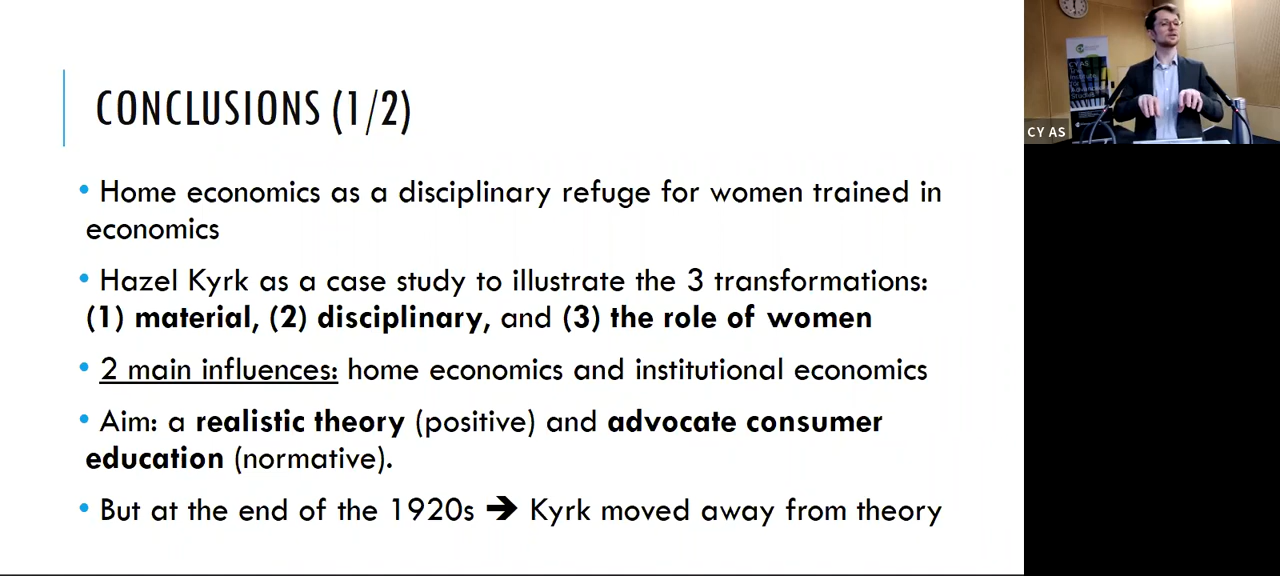 CONCLUSIONS (1/2)
• Home economics as a disciplinary refuge for women trained in
economics
• Hazel Kyrk as a case study to illustrate the 3 transformations:
(1) material, (2) disciplinary, and (3) the role of women
• 2 main influences: home economics and institutional economics
• Aim: a realistic theory (positive) and advocate consumer
education (normative).
• But at the end of the 1920s ➔ Kyrk moved away from theory
CY AS
Studies
CY AS